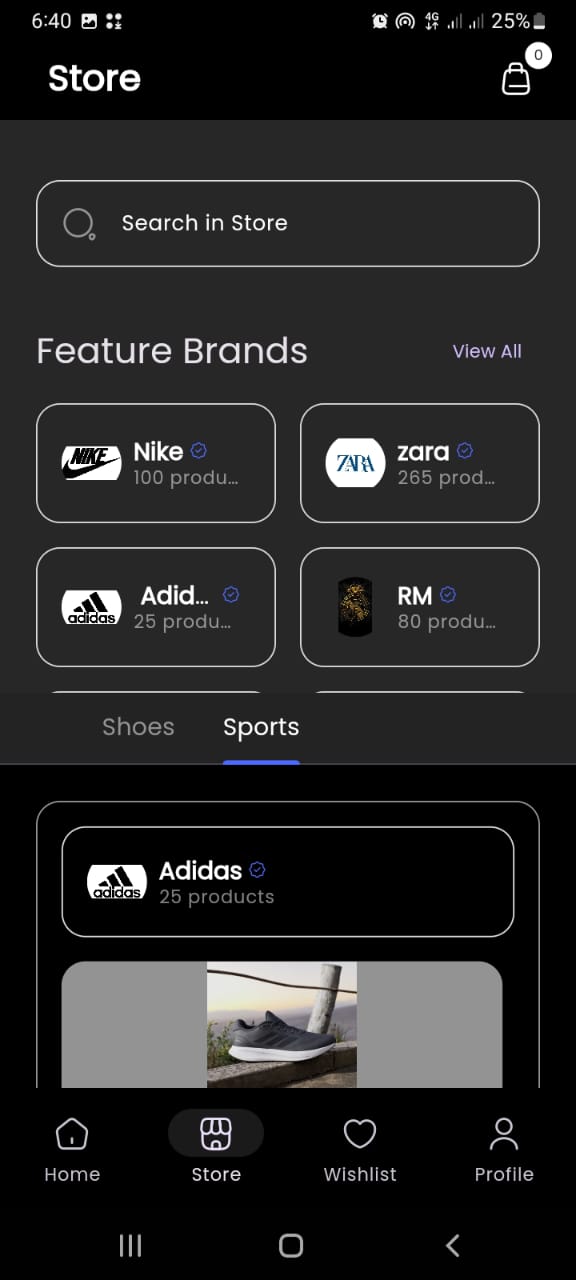 6:40 4G 25%
Store 0
Search in Store
Feature Brands View All
NIKE Nike ZARA zara
100 produ... 265 prod...
adidas Adid... RM
25 produ... 80 produ...
Shoes Sports
adidas Adidas
25 products
Home Store Wishlist Profile